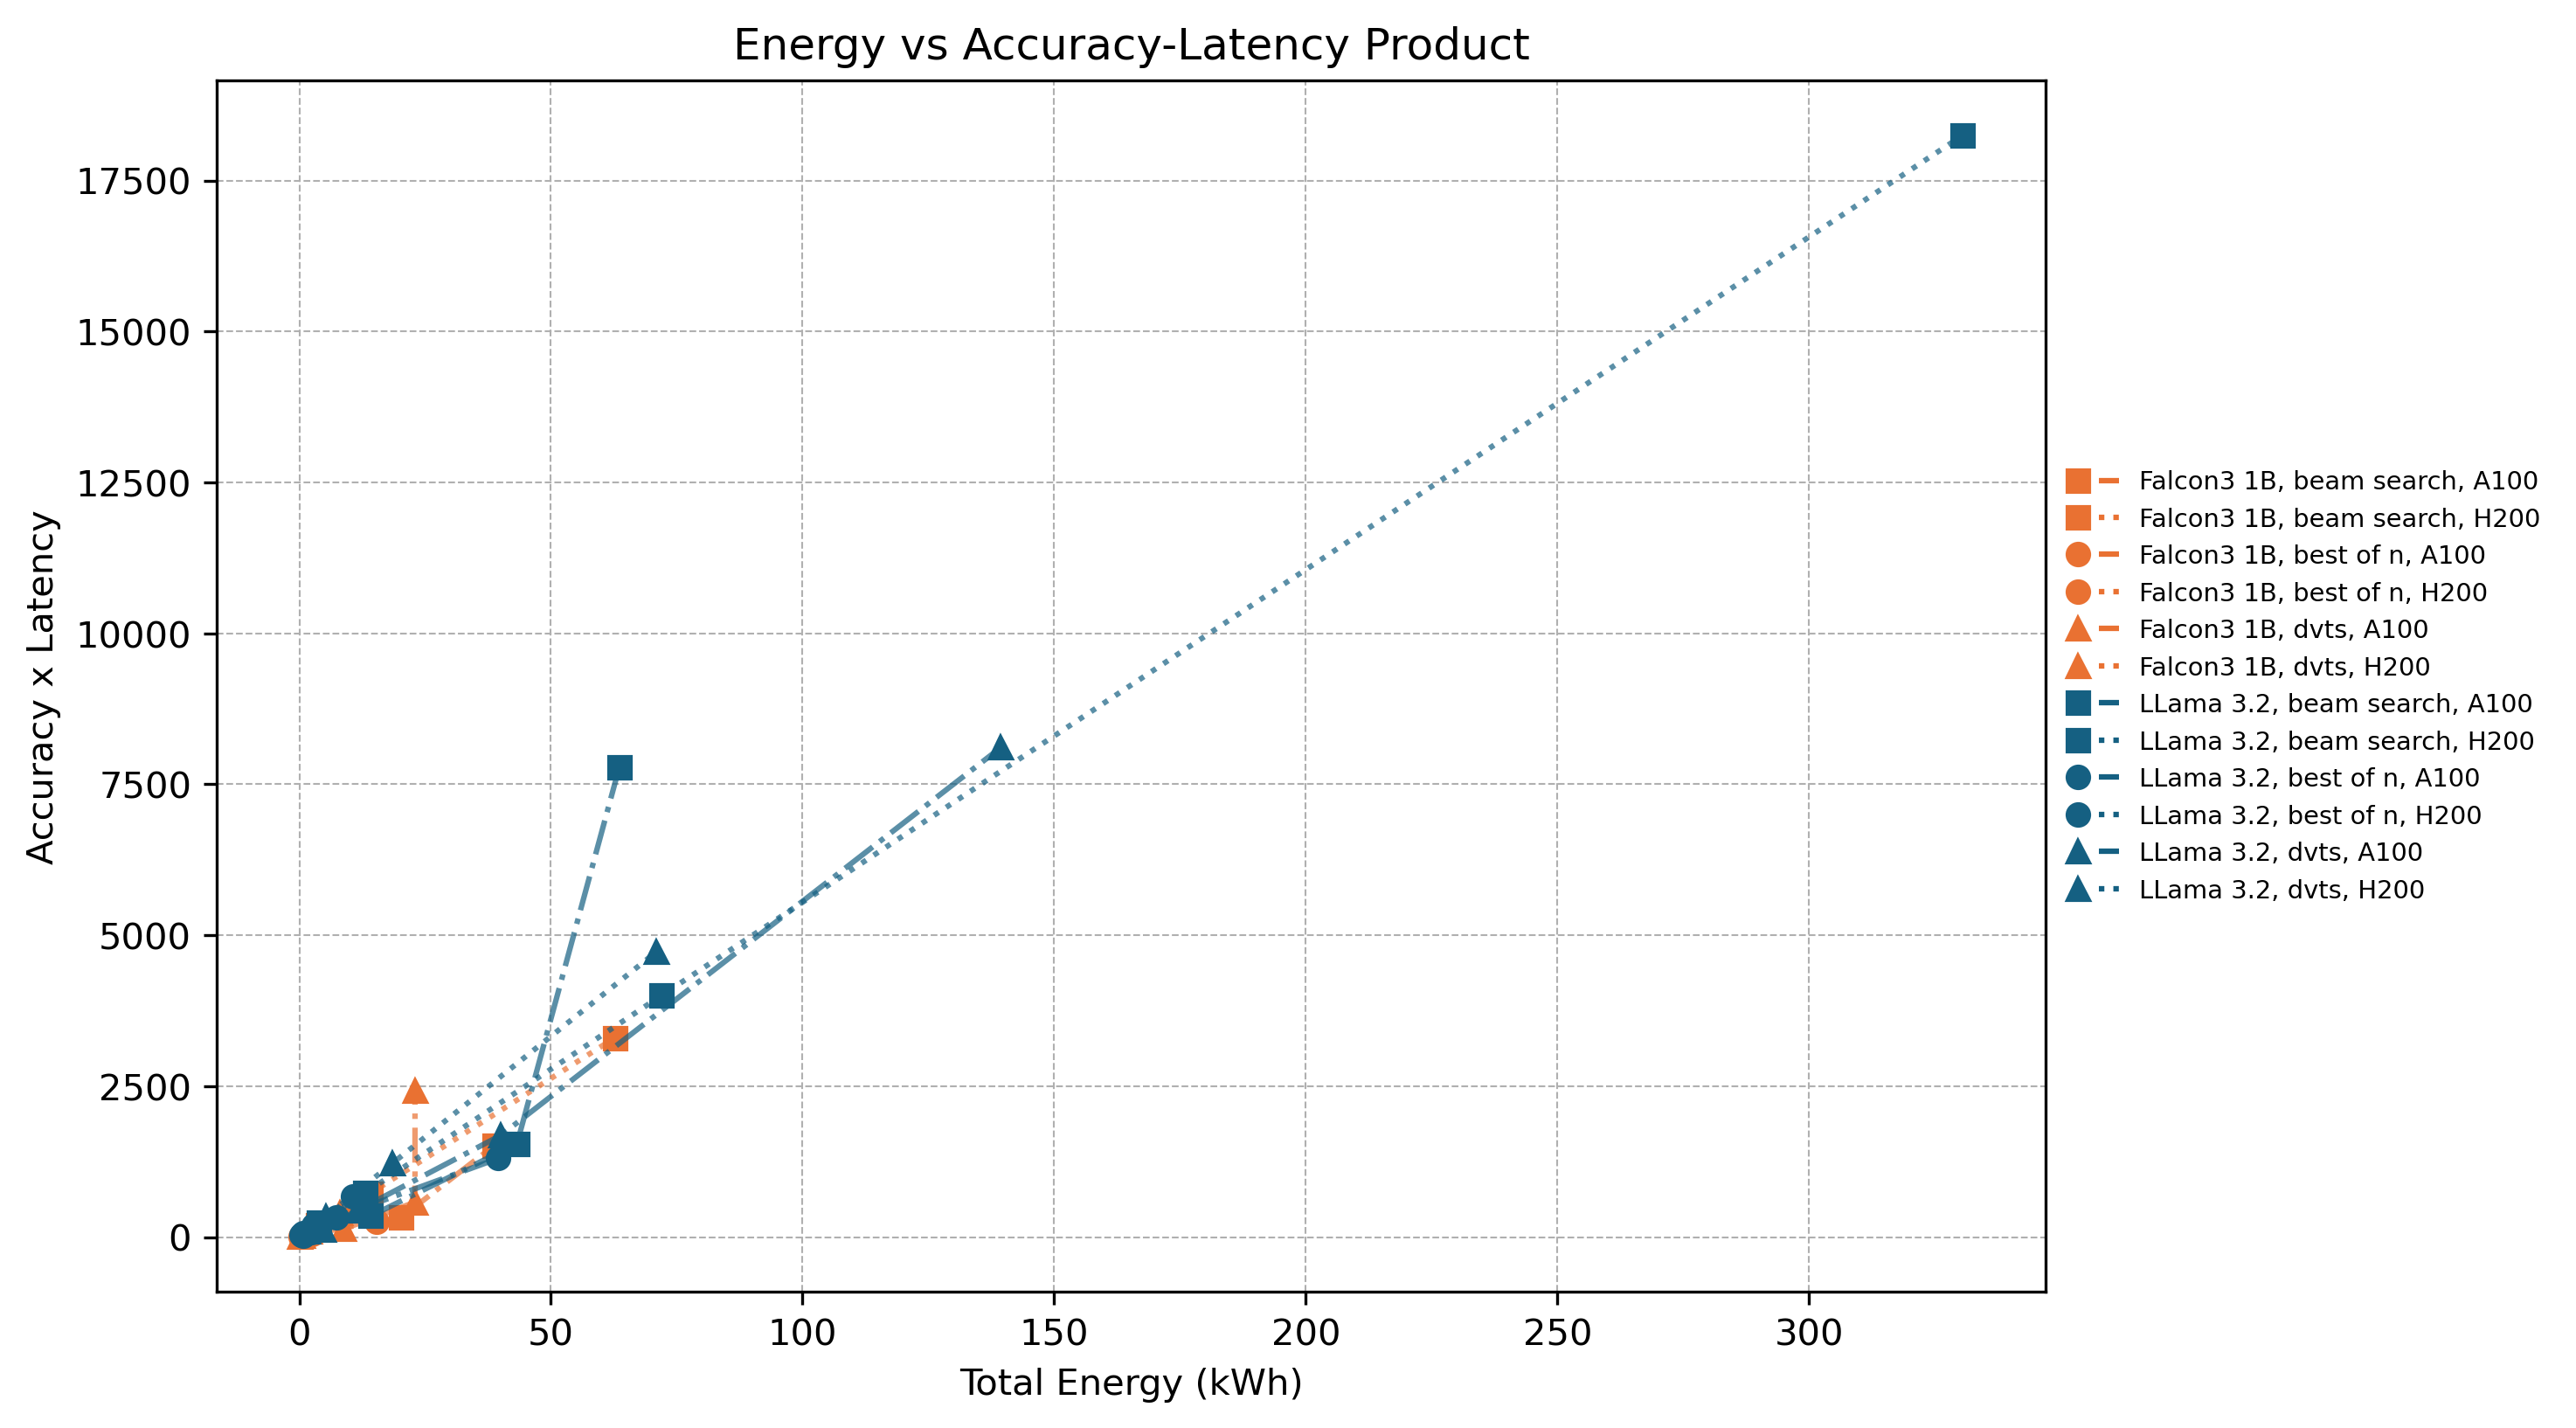 Energy vs Accuracy-Latency Product
Accuracy x Latency
17500
15000
12500
10000
7500
5000
2500
0
0
50
100
150
200
250
300
Total Energy (kWh)
Falcon3 1B, beam search, A100
Falcon3 1B, beam search, H200
Falcon3 1B, best of n, A100
Falcon3 1B, best of n, H200
Falcon3 1B, dvts, A100
Falcon3 1B, dvts, H200
LLama 3.2, beam search, A100
LLama 3.2, beam search, H200
LLama 3.2, best of n, A100
LLama 3.2, best of n, H200
LLama 3.2, dvts, A100
LLama 3.2, dvts, H200